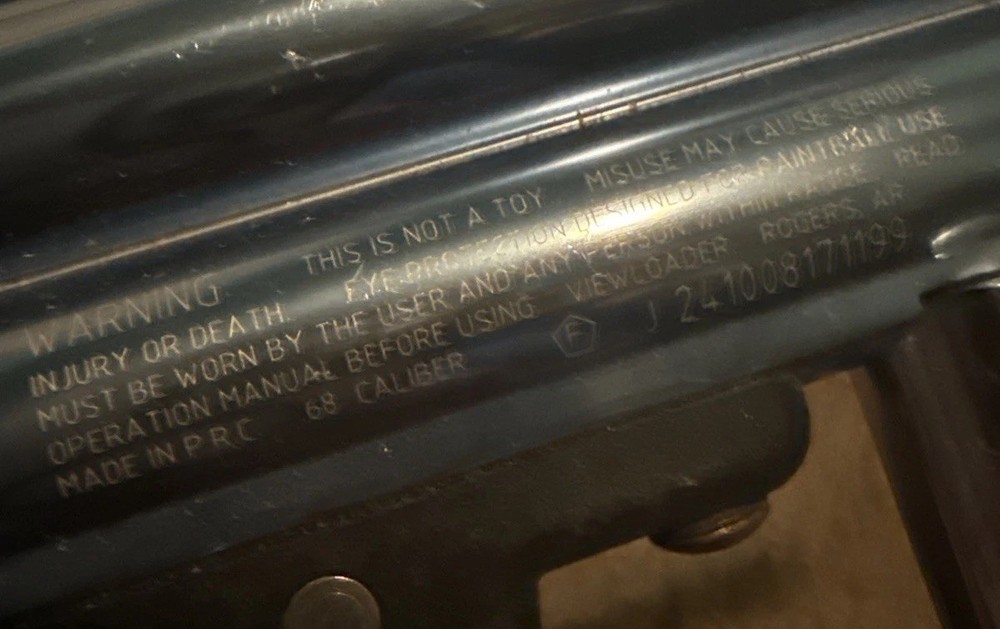 WARNING THIS IS NOT A TOY MISUSE MAY CAUSE SERIOUS
INJURY OR DEATH. EYE PROTECTION DESIGNED FOR PAINTBALL USE
MUST BE WORN BY THE USER AND ANY PERSON WITHIN RANGE READ
OPERATION MANUAL BEFORE USING VIEWLOADER ROGERS AR
MADE IN P R C 68 CALIBER F J 241008171199